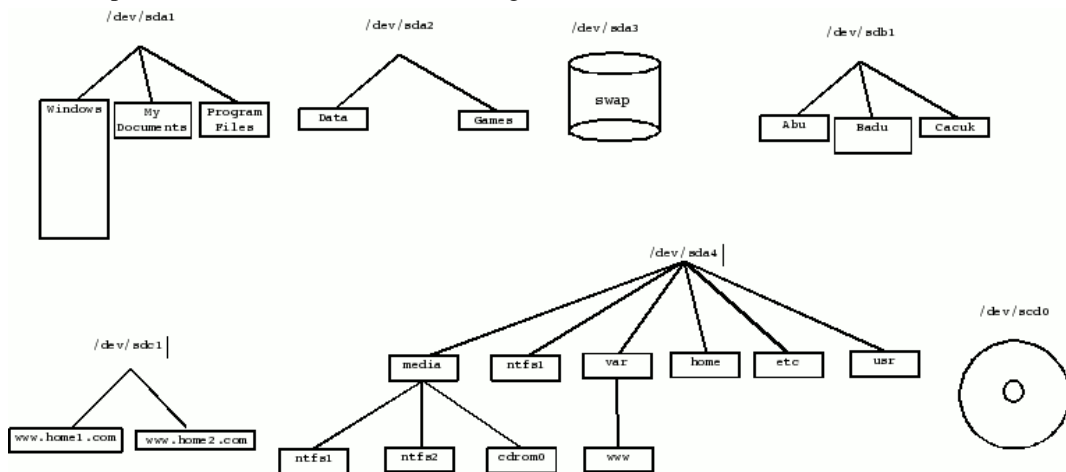 /dev/sda1
/dev/sda2
/dev/sda3
/dev/sdb1
Windows
My
Documents
Program
Files
Data
Games
swap
Abu
Badu
Cacuk
/dev/sda4
/dev/sdc1
/dev/scd0
media
ntfs1
var
home
etc
usr
www.home1.com
www.home2.com
ntfs1
ntfs2
cdrom0
www